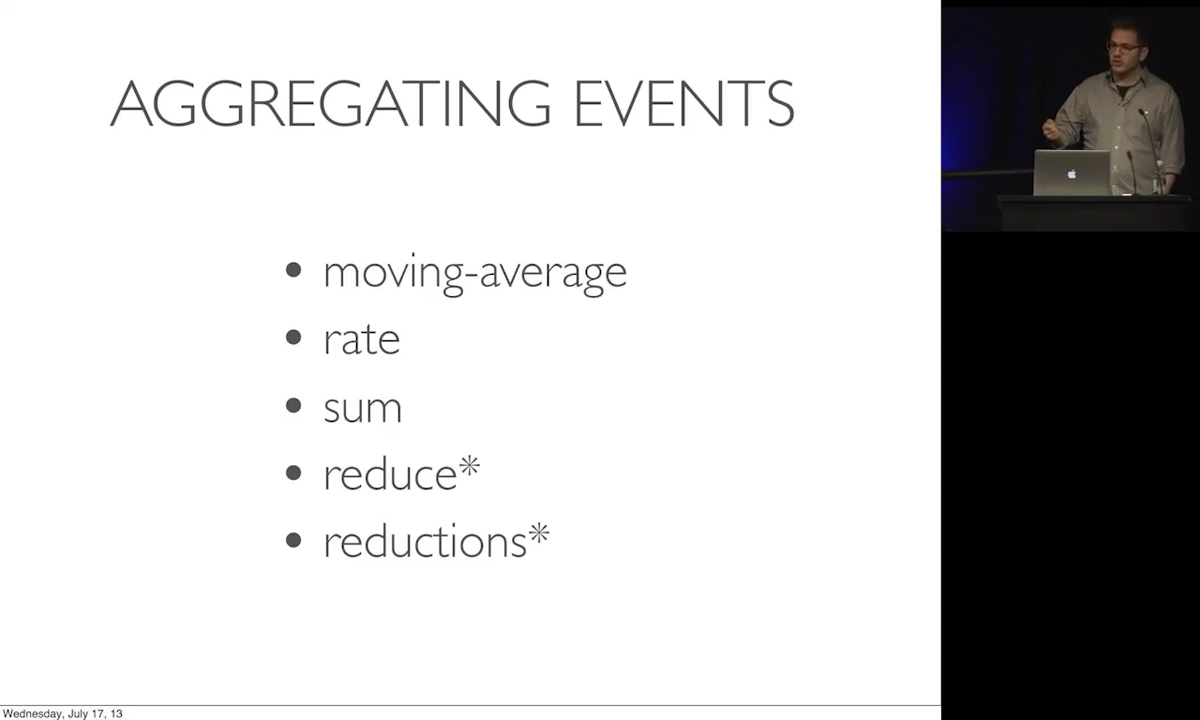 AGGREGATING EVENTS
• moving-average
• rate
• sum
• reduce*
• reductions*
Wednesday, July 17, 13